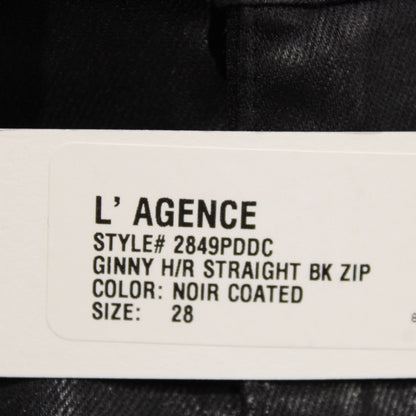 L' AGENCE
STYLE# 2849PDDC
GINNY H/R STRAIGHT BK ZIP
COLOR: NOIR COATED
SIZE: 28